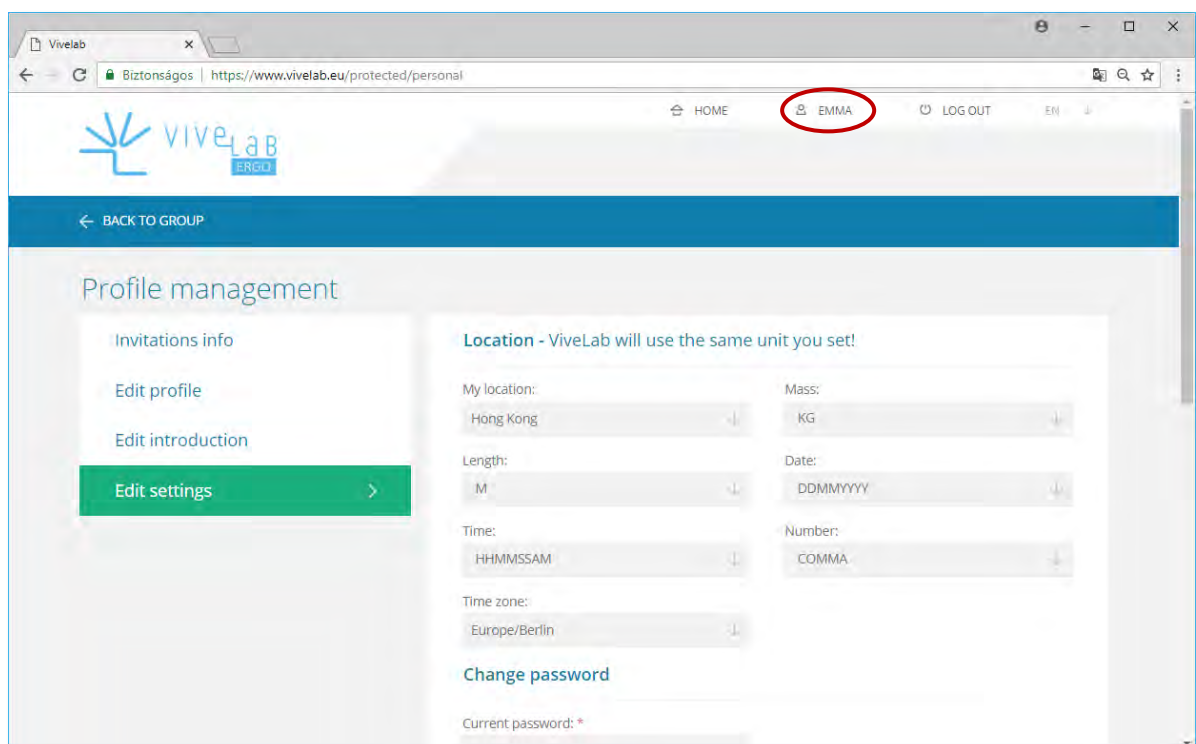 Vivelab
Biztonságos | https://www.vivelab.eu/protected/personal
HOME EMMA LOG OUT EN
VIVELAB
ERGO
BACK TO GROUP
Profile management
Invitations info
Edit profile
Edit introduction
Edit settings
Location - ViveLab will use the same unit you set!
My location: Mass:
Hong Kong KG
Length: Date:
M DDMMYYYY
Time: Number:
HHMMSSAM COMMA
Time zone:
Europe/Berlin
Change password
Current password: *